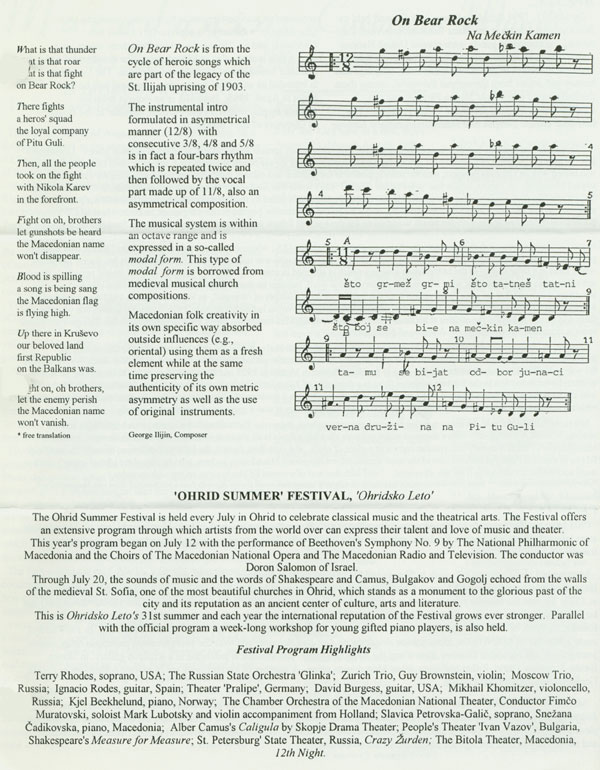 On Bear Rock
Na Mečkin Kamen
What is that thunder
at is that roar
at is that fight
on Bear Rock?
There fights
a heros' squad
the loyal company
of Pitu Guli.
Then, all the people
took on the fight
with Nikola Karev
in the forefront.
Fight on oh, brothers
let gunshots be heard
the Macedonian name
won't disappear.
Blood is spilling
a song is being sang
the Macedonian flag
is flying high.
Up there in Kruševo
our beloved land
first Republic
on the Balkans was.
ht on, oh brothers,
let the enemy perish
the Macedonian name
won't vanish.
* free translation
On Bear Rock is from the
cycle of heroic songs which
are part of the legacy of the
St. Ilijah uprising of 1903.
The instrumental intro
formulated in asymmetrical
manner (12/8) with
consecutive 3/8, 4/8 and 5/8
is in fact a four-bars rhythm
which is repeated twice and
then followed by the vocal
part made up of 11/8, also an
asymmetrical composition.
The musical system is within
an octave range and is
expressed in a so-called
modal form. This type of
modal form is borrowed from
medieval musical church
compositions.
Macedonian folk creativity in
its own specific way absorbed
outside influences (e.g.,
oriental) using them as a fresh
element while at the same
time preserving the
authenticity of its own metric
asymmetry as well as the use
of original instruments.
George Ilijin, Composer
12
8
2
3
4
4
5
5 A 6 7
11
8
što grmež gr- mi što tatneš tat-ni
9
što boj se bi-e na meč-kin ka-men
9 10 11
ta- mu se bi-jat od- bor ju-na-ci
11 12
ver-na dru-ži- na na Pi-tu Gu-li
'OHRID SUMMER' FESTIVAL, 'Ohridsko Leto'
The Ohrid Summer Festival is held every July in Ohrid to celebrate classical music and the theatrical arts. The Festival offers
an extensive program through which artists from the world over can express their talent and love of music and theater.
This year's program began on July 12 with the performance of Beethoven's Symphony No. 9 by The National Philharmonic of
Macedonia and the Choirs of The Macedonian National Opera and The Macedonian Radio and Television. The conductor was
Doron Salomon of Israel.
Through July 20, the sounds of music and the words of Shakespeare and Camus, Bulgakov and Gogolj echoed from the walls
of the medieval St. Sofia, one of the most beautiful churches in Ohrid, which stands as a monument to the glorious past of the
city and its reputation as an ancient center of culture, arts and literature.
This is Ohridsko Leto's 31st summer and each year the international reputation of the Festival grows ever stronger. Parallel
with the official program a week-long workshop for young gifted piano players, is also held.
Festival Program Highlights
Terry Rhodes, soprano, USA; The Russian State Orchestra 'Glinka'; Zurich Trio, Guy Brownstein, violin; Moscow Trio,
Russia; Ignacio Rodes, guitar, Spain; Theater 'Pralipe', Germany; David Burgess, guitar, USA; Mikhail Khomitzer, violoncello,
Russia; Kjel Beekhelund, piano, Norway; The Chamber Orchestra of the Macedonian National Theater, Conductor Fimčo
Muratovski, soloist Mark Lubotsky and violin accompaniment from Holland; Slavica Petrovska-Galič, soprano, Snežana
Čadikovska, piano, Macedonia; Alber Camus's Caligula by Skopje Drama Theater; People's Theater 'Ivan Vazov', Bulgaria,
Shakespeare's Measure for Measure; St. Petersburg' State Theater, Russia, Crazy Žurden; The Bitola Theater, Macedonia,
12th Night.